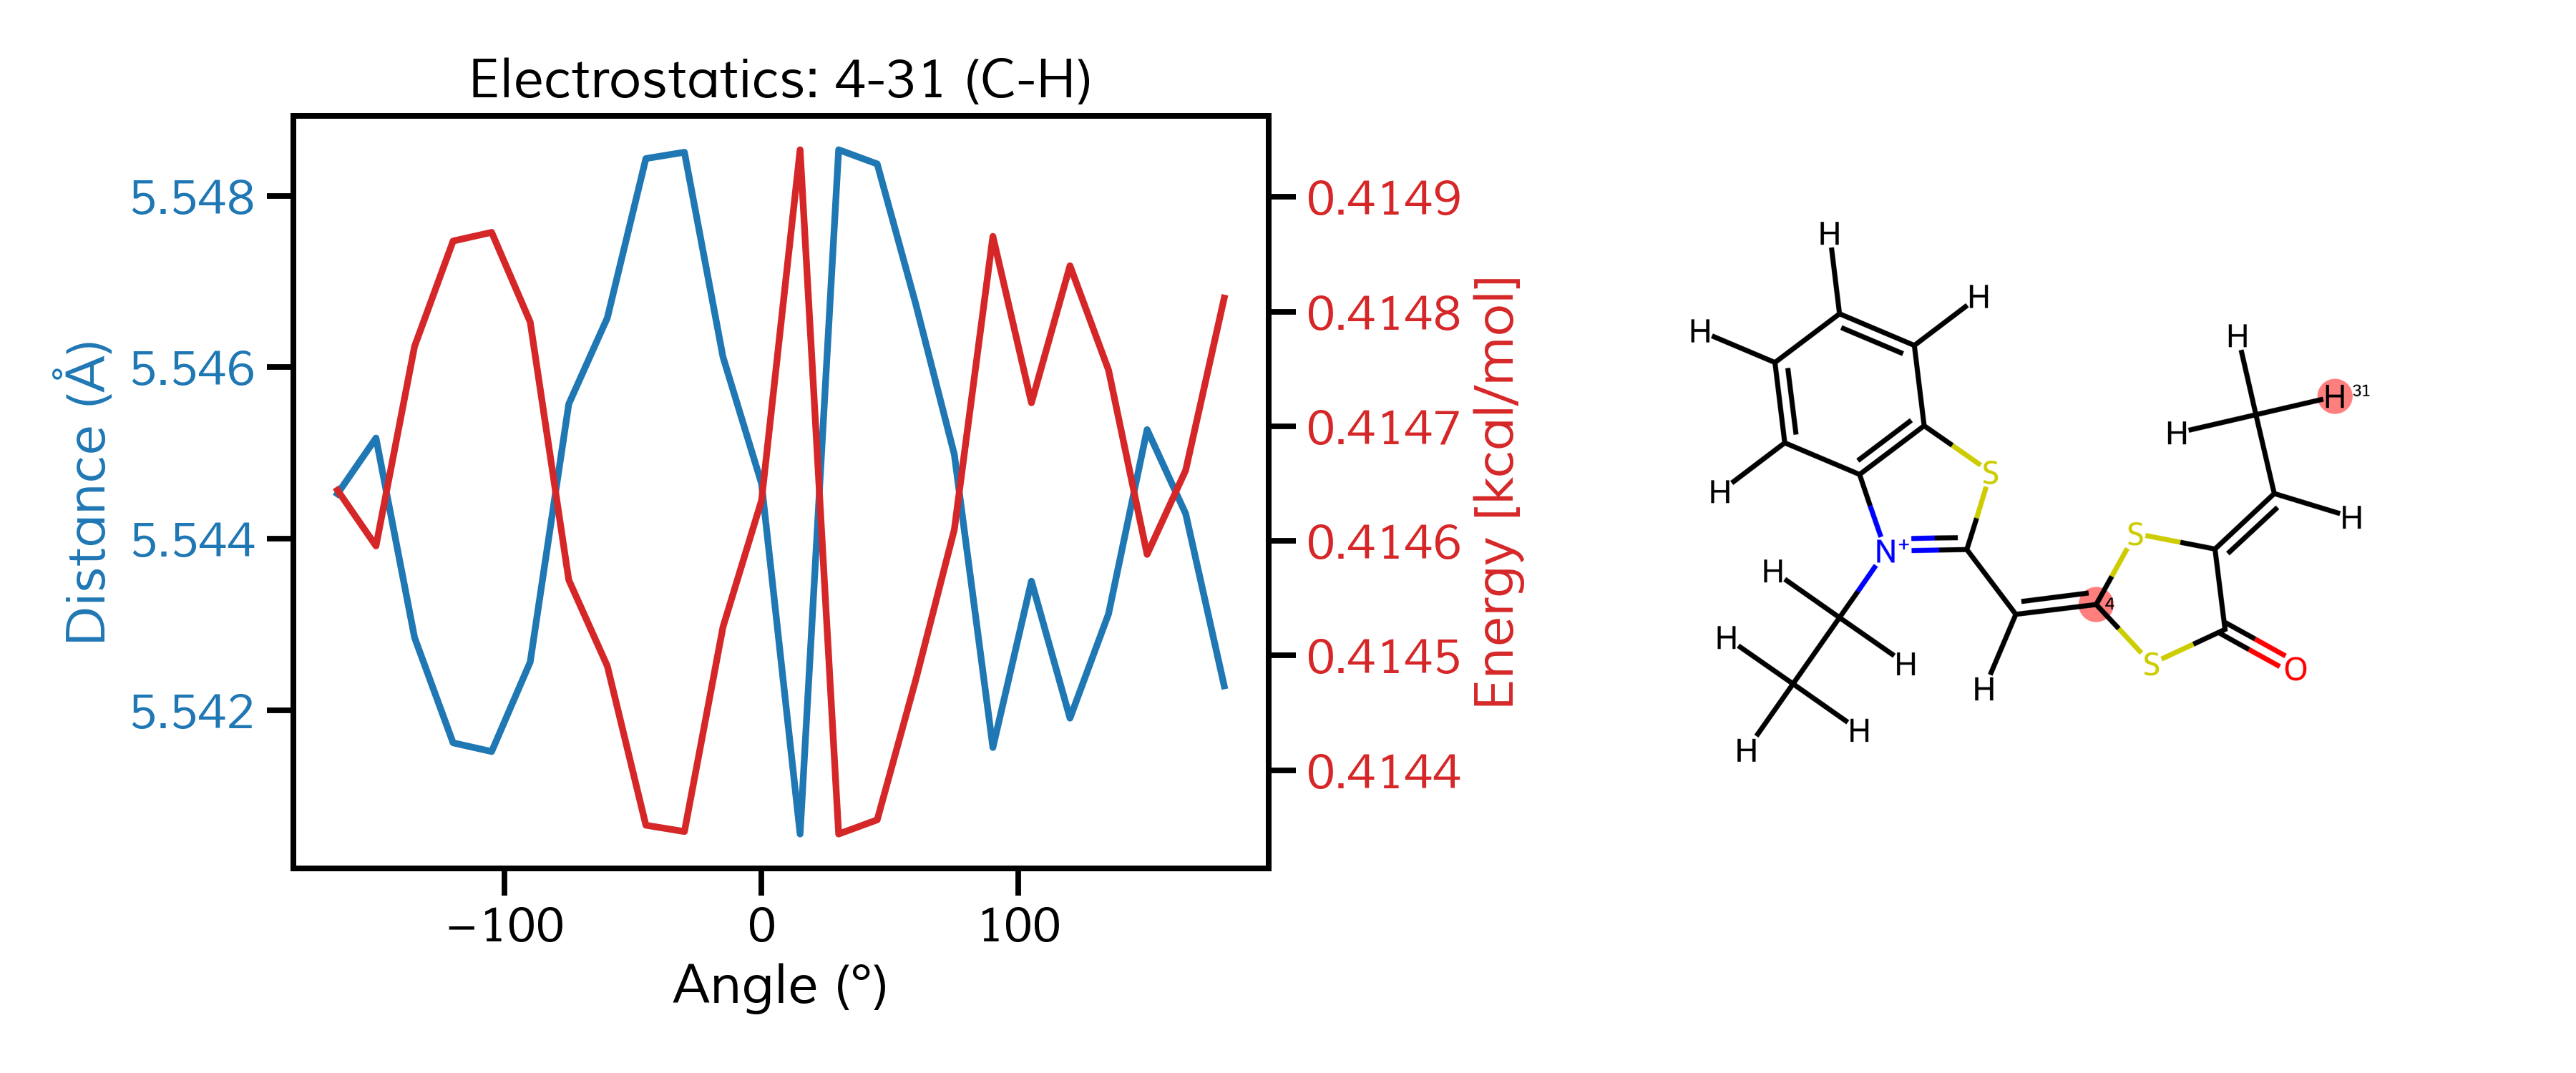 Electrostatics: 4-31 (C-H)
Distance (Å)
5.548
5.546
5.544
5.542
0.4149
0.4148
0.4147
0.4146
0.4145
0.4144
Energy [kcal/mol]
−100 0 100
Angle (°)
H
H
H
H
H
H 31
H
S
H
H
S
N+
H
4
H
H
S
O
H
H
H